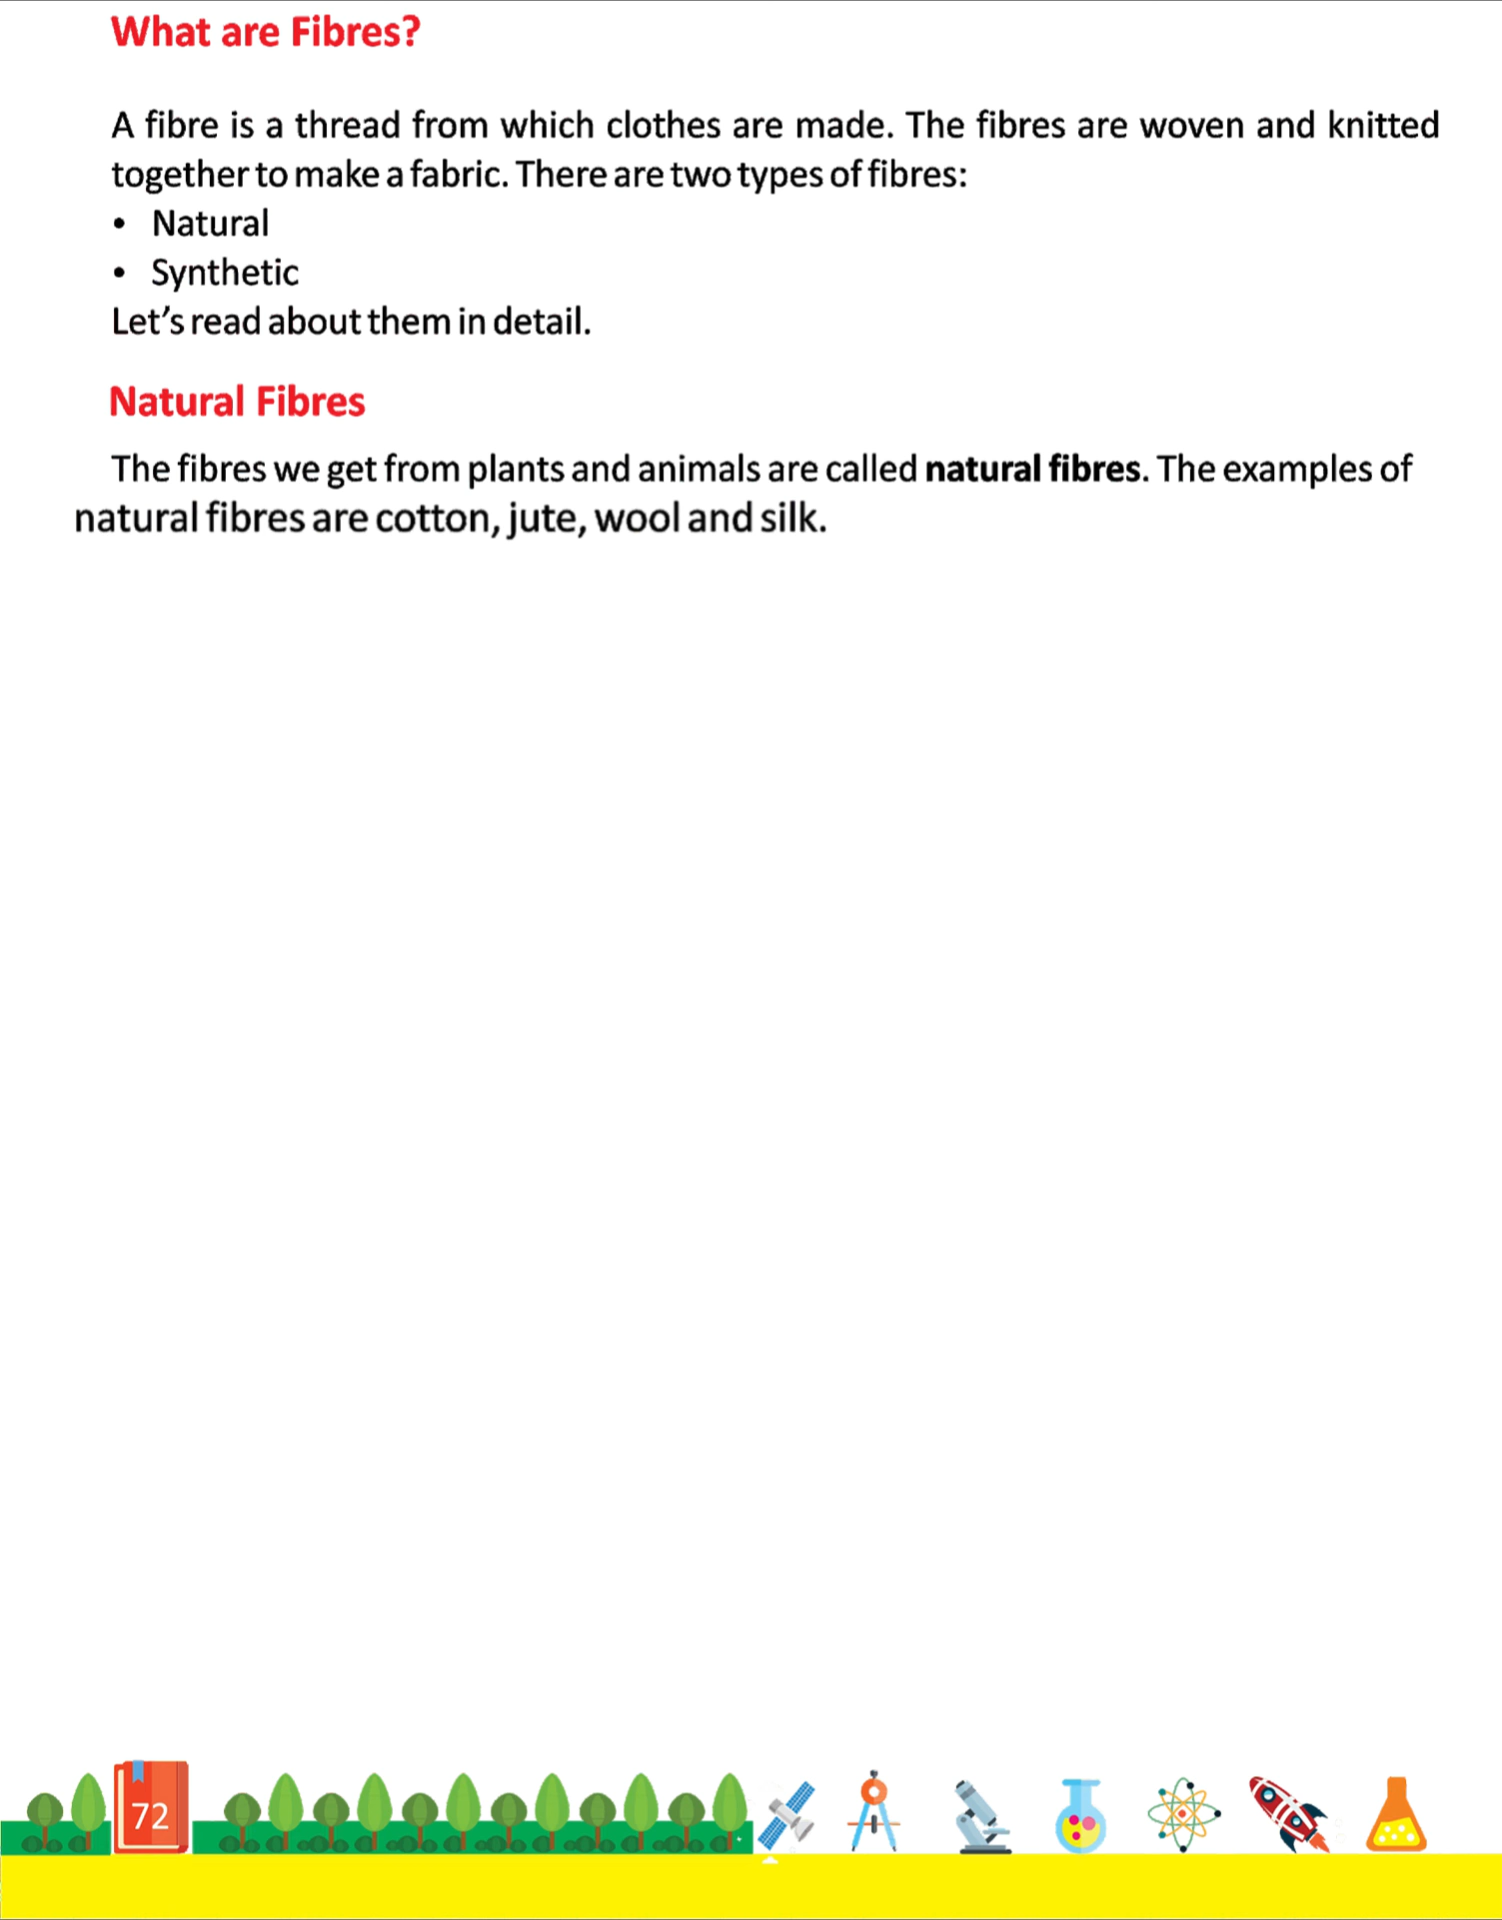 What are Fibres?
A fibre is a thread from which clothes are made. The fibres are woven and knitted
together to make a fabric. There are two types of fibres:
• Natural
• Synthetic
Let's read about them in detail.
Natural Fibres
The fibres we get from plants and animals are called natural fibres. The examples of
natural fibres are cotton, jute, wool and silk.
72